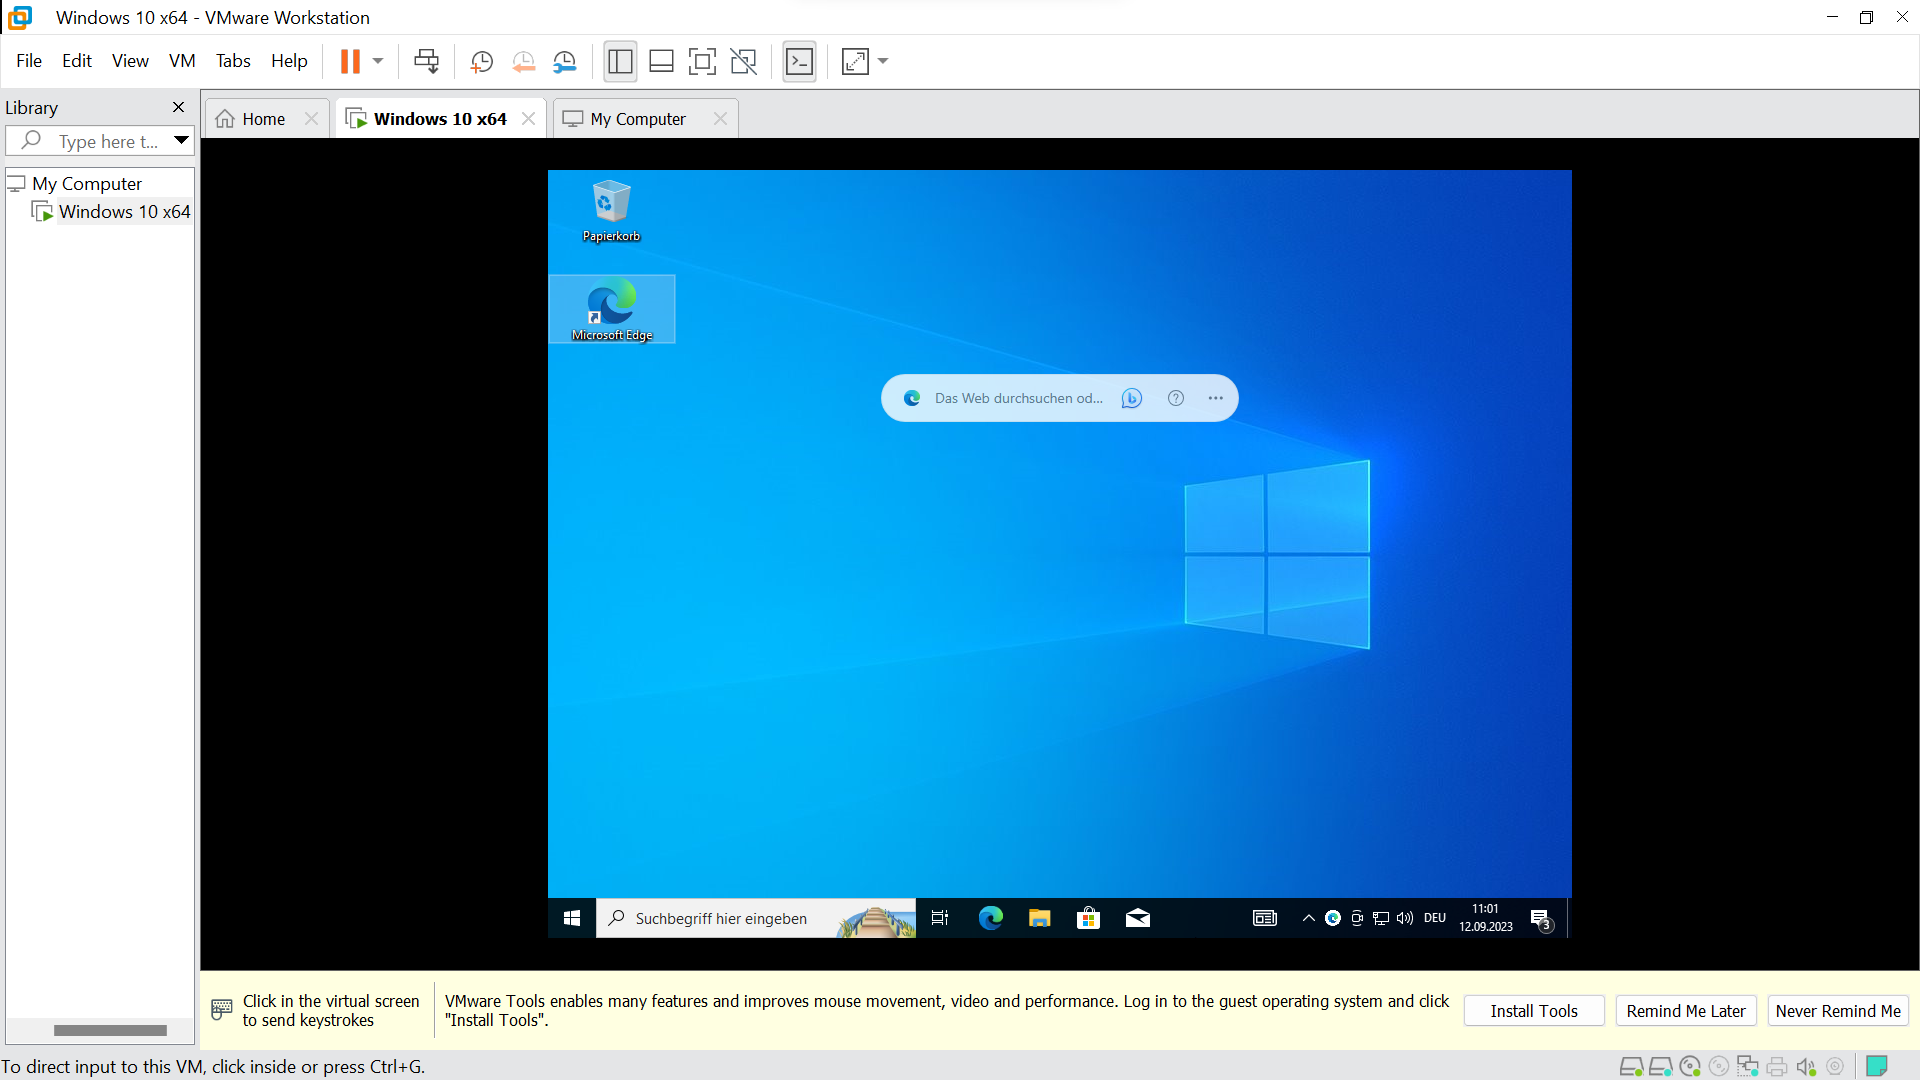 Windows 10 x64 - VMware Workstation
File Edit View VM Tabs Help
Library
Type here t...
My Computer
Windows 10 x64
Home
Windows 10 x64
My Computer
Papierkorb
Microsoft Edge
Das Web durchsuchen od...
Suchbegriff hier eingeben
DEU
11:01
12.09.2023
3
Click in the virtual screen
to send keystrokes
VMware Tools enables many features and improves mouse movement, video and performance. Log in to the guest operating system and click
"Install Tools".
Install Tools
Remind Me Later
Never Remind Me
To direct input to this VM, click inside or press Ctrl+G.